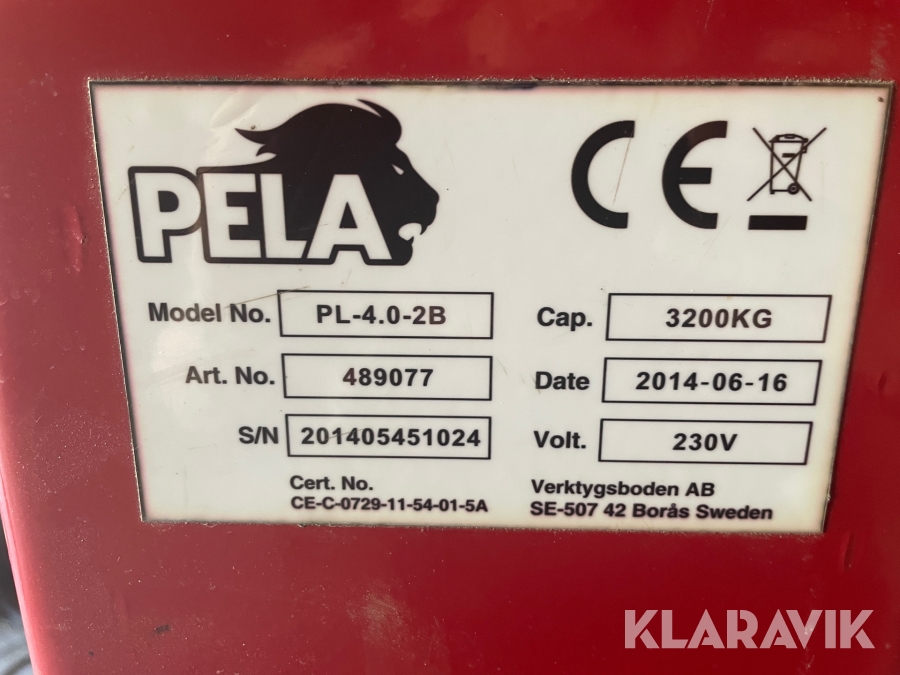 PELA
CE
Model No. PL-4.0-2B
Cap. 3200KG
Art. No. 489077
Date 2014-06-16
S/N 201405451024
Volt. 230V
Cert. No.
CE-C-0729-11-54-01-5A
Verktygsboden AB
SE-507 42 Borås Sweden
KLARAVIK